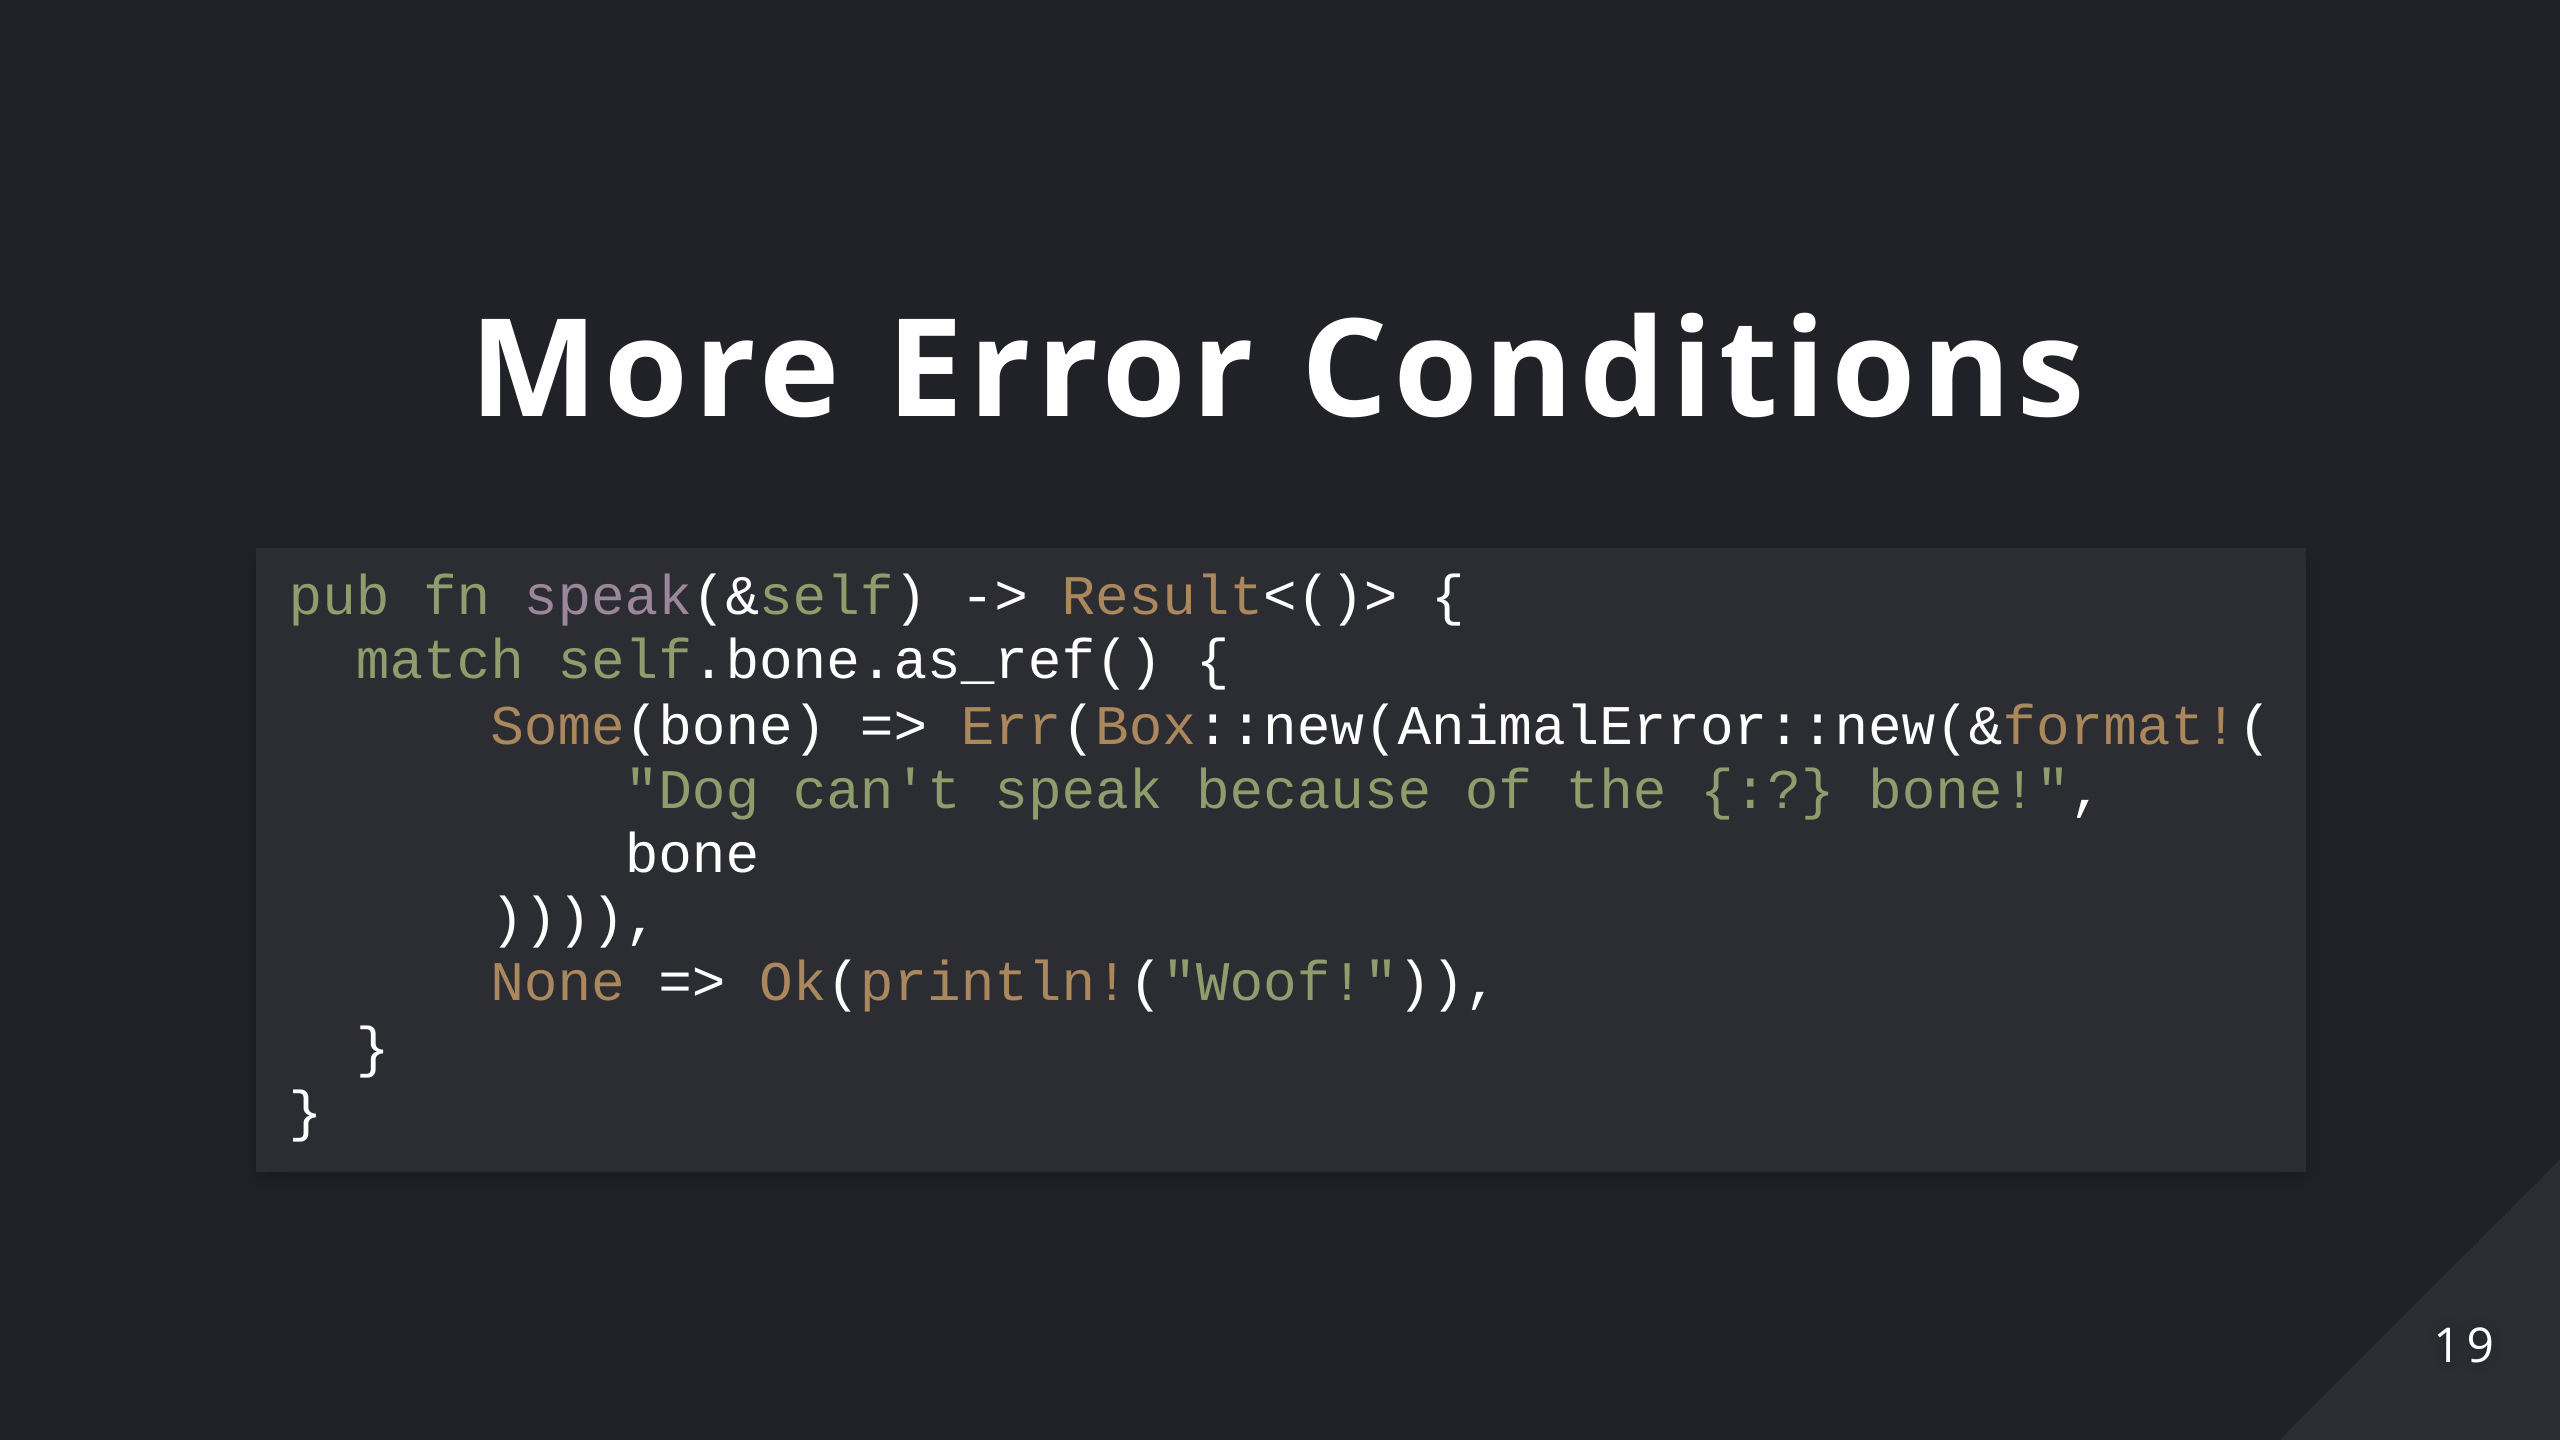 More Error Conditions
pub fn speak(&self) -> Result<()> {
  match self.bone.as_ref() {
      Some(bone) => Err(Box::new(AnimalError::new(&format!(
          "Dog can't speak because of the {:?} bone!",
          bone
      )))),
      None => Ok(println!("Woof!")),
  }
}
19